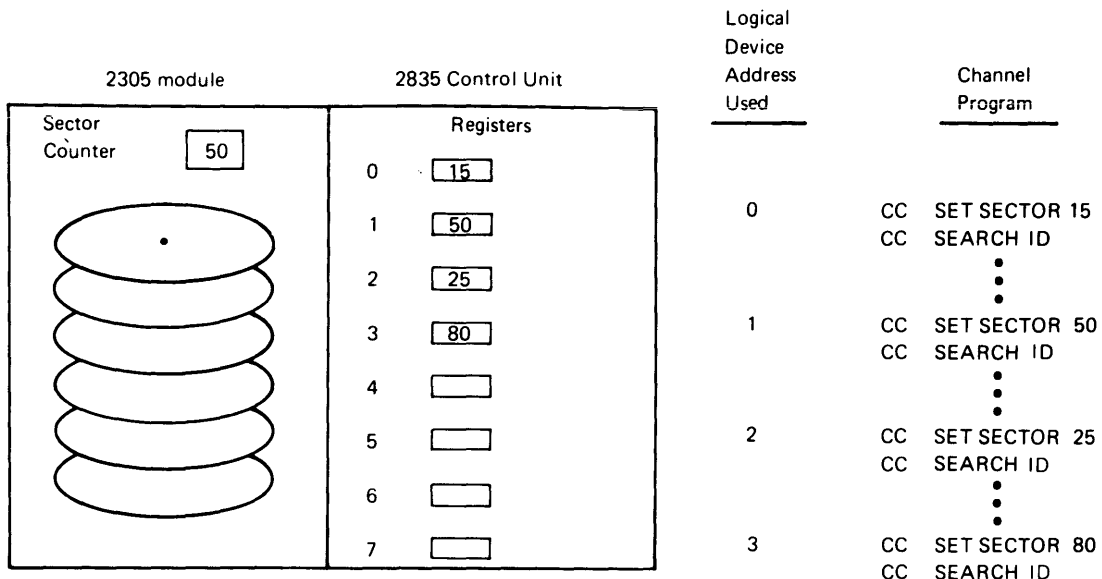 2305 module
Sector
Counter
50
2835 Control Unit
Registers
0 15
1 50
2 25
3 80
4
5
6
7
Logical
Device
Address
Used
Channel
Program
0 CC SET SECTOR 15
CC SEARCH ID
1 CC SET SECTOR 50
CC SEARCH ID
2 CC SET SECTOR 25
CC SEARCH ID
3 CC SET SECTOR 80
CC SEARCH ID